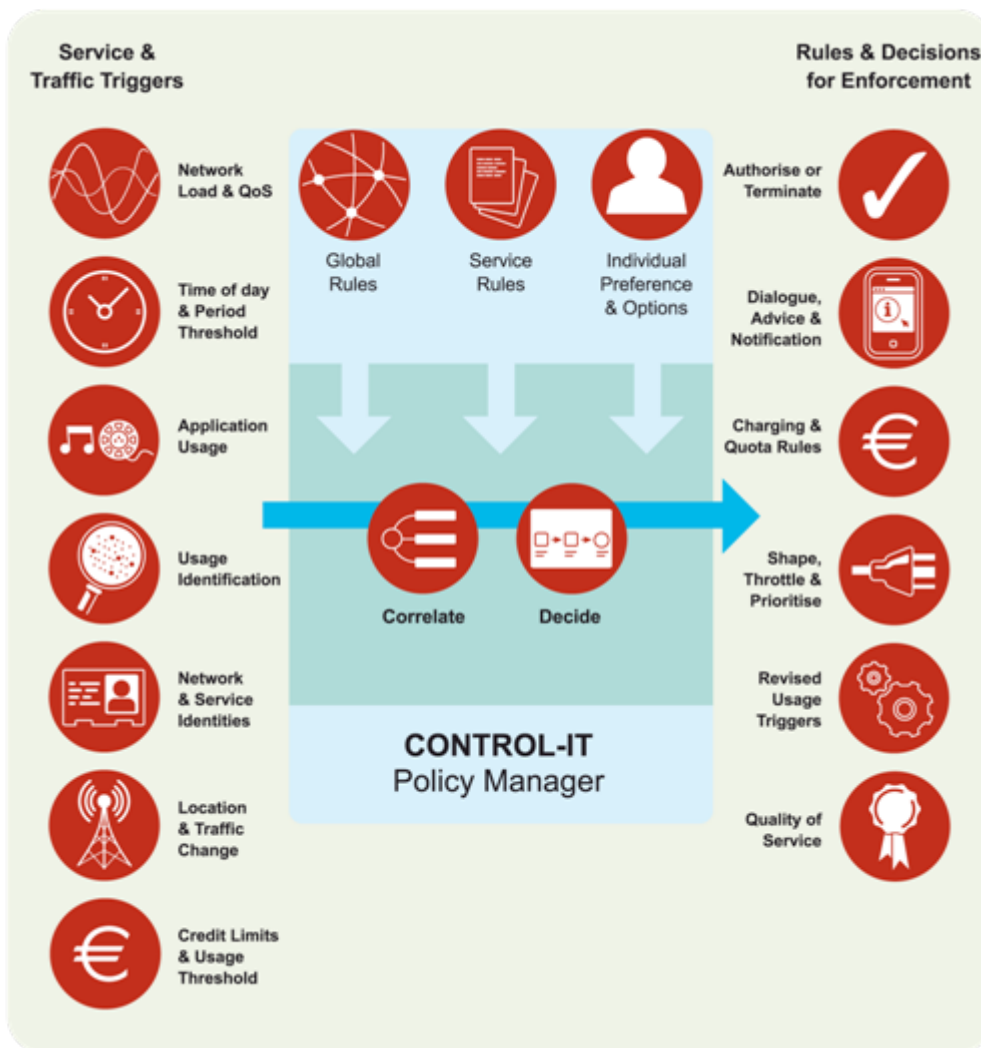 Service &
Traffic Triggers
Network
Load & QoS
Time of day
& Period
Threshold
Application
Usage
Usage
Identification
Network
& Service
Identities
Location
& Traffic
Change
€
Credit Limits
& Usage
Threshold
Global
Rules
Service
Rules
Individual
Preference
& Options
Correlate
Decide
CONTROL-IT
Policy Manager
Rules & Decisions
for Enforcement
Authorise or
Terminate
Dialogue,
Advice &
Notification
i
Charging &
Quota Rules
€
Shape,
Throttle &
Prioritise
Revised
Usage
Triggers
Quality of
Service